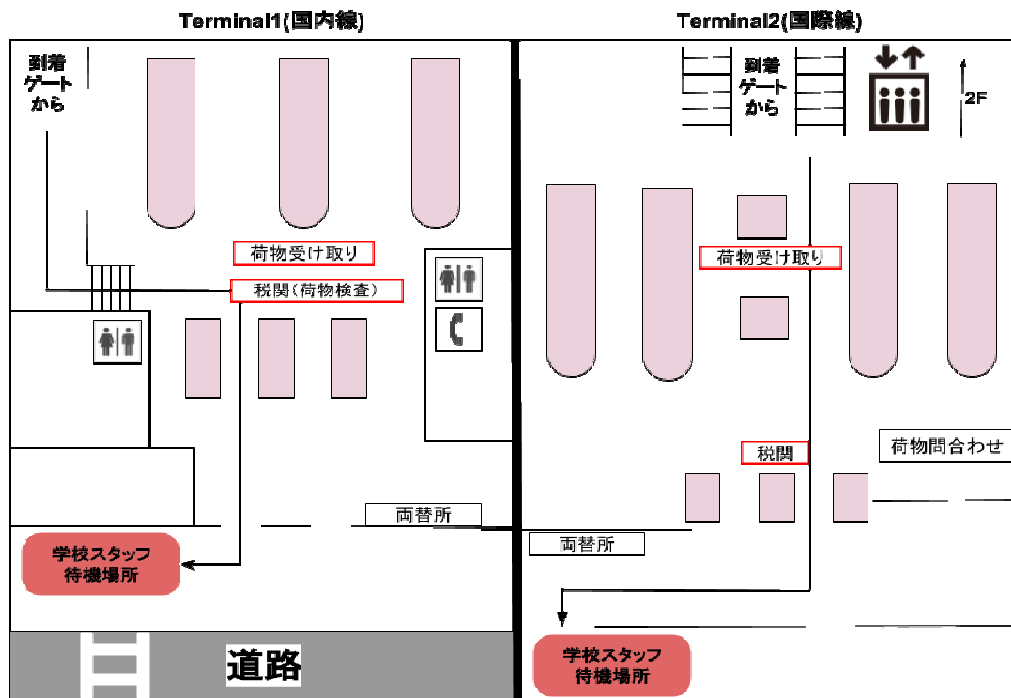 Terminal1(国内線)
到着
ゲート
から
荷物受け取り
税関(荷物検査)
両替所
学校スタッフ
待機場所
道路
Terminal2(国際線)
到着
ゲート
から
2F
荷物受け取り
税関
荷物問合わせ
両替所
学校スタッフ
待機場所